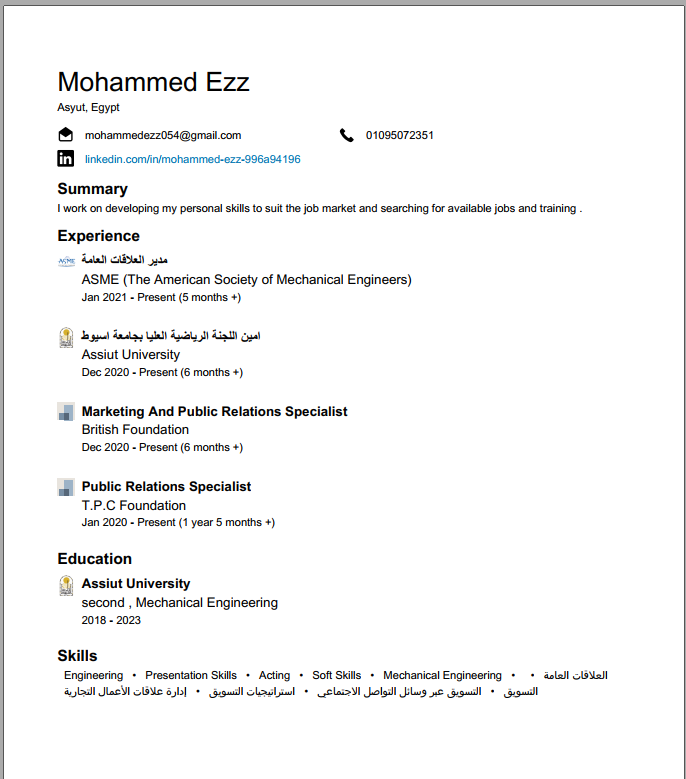 Mohammed Ezz
Asyut, Egypt
mohammedezz054@gmail.com 01095072351
linkedin.com/in/mohammed-ezz-996a94196
Summary
I work on developing my personal skills to suit the job market and searching for available jobs and training .
Experience
ASME مدير العلاقات العامة
ASME (The American Society of Mechanical Engineers)
Jan 2021 - Present (5 months +)
امين اللجنة الرياضية العليا بجامعة اسيوط
Assiut University
Dec 2020 - Present (6 months +)
Marketing And Public Relations Specialist
British Foundation
Dec 2020 - Present (6 months +)
Public Relations Specialist
T.P.C Foundation
Jan 2020 - Present (1 year 5 months +)
Education
Assiut University
second , Mechanical Engineering
2018 - 2023
Skills
Engineering • Presentation Skills • Acting • Soft Skills • Mechanical Engineering • • العلاقات العامة
التسويق • التسويق عبر وسائل التواصل الاجتماعي • استراتيجيات التسويق • إدارة علاقات الأعمال التجارية